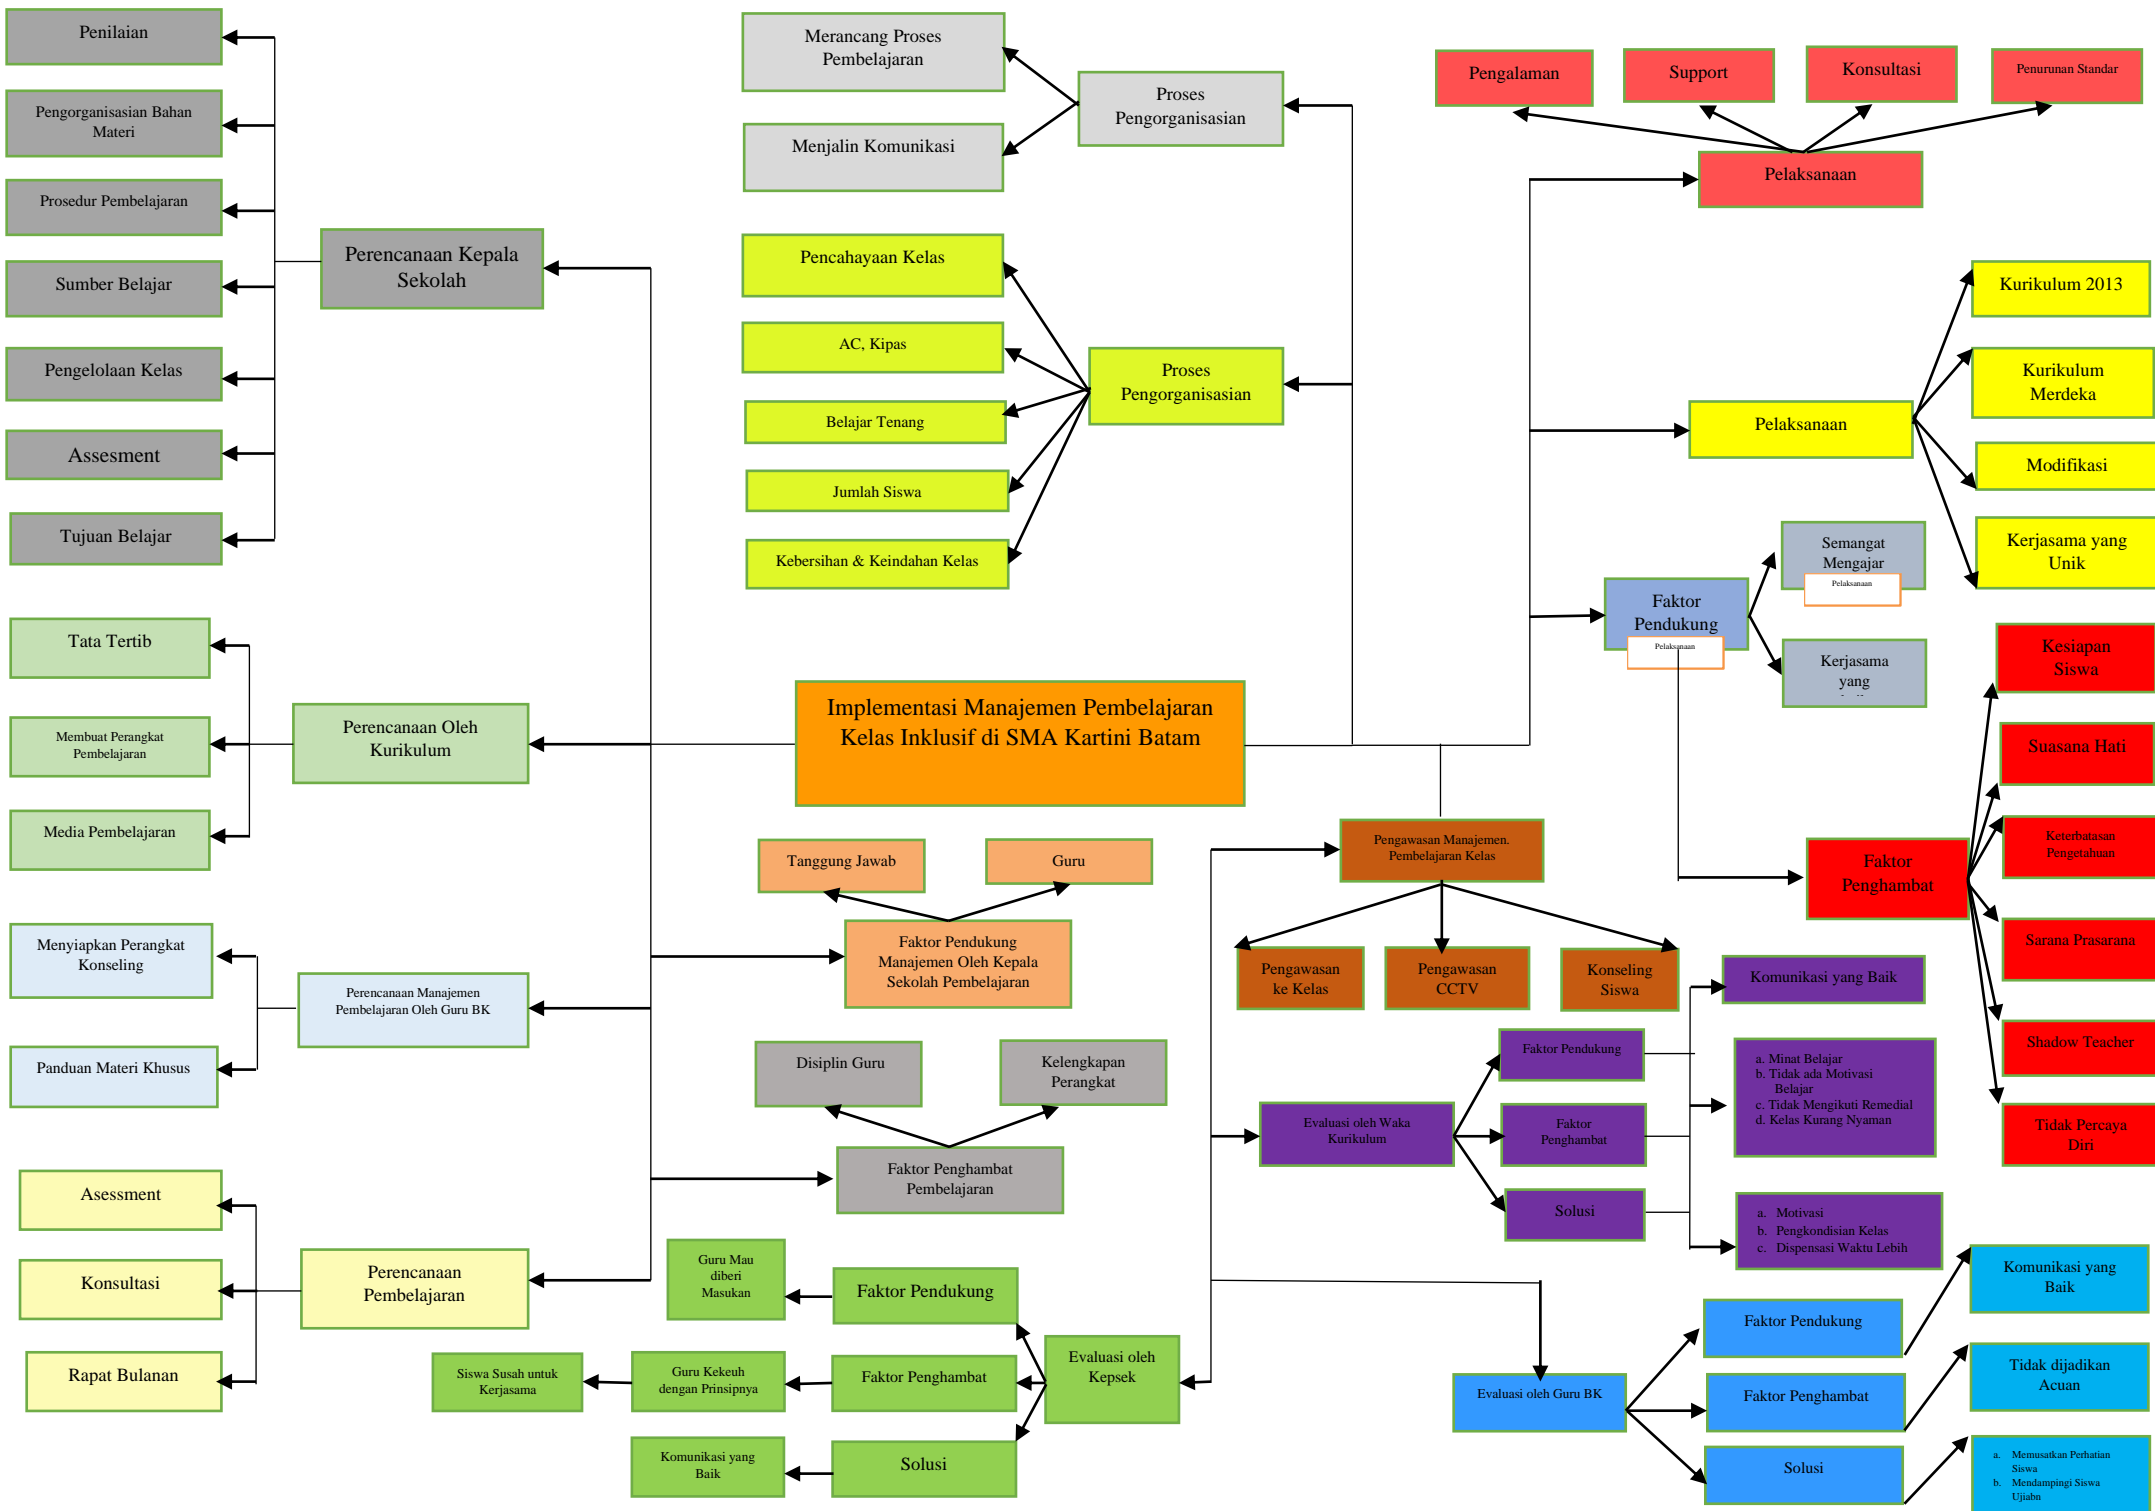 Penilaian
Pengorganisasian Bahan
Materi
Prosedur Pembelajaran
Sumber Belajar
Pengelolaan Kelas
Assesment
Tujuan Belajar
Perencanaan Kepala
Sekolah
Tata Tertib
Membuat Perangkat
Pembelajaran
Media Pembelajaran
Perencanaan Oleh
Kurikulum
Menyiapkan Perangkat
Konseling
Panduan Materi Khusus
Perencanaan Manajemen
Pembelajaran Oleh Guru BK
Asessment
Konsultasi
Rapat Bulanan
Perencanaan
Pembelajaran
Merancang Proses
Pembelajaran
Menjalin Komunikasi
Proses
Pengorganisasian
Pencahayaan Kelas
AC, Kipas
Belajar Tenang
Jumlah Siswa
Kebersihan & Keindahan Kelas
Proses
Pengorganisasian
Implementasi Manajemen Pembelajaran
Kelas Inklusif di SMA Kartini Batam
Tanggung Jawab
Guru
Faktor Pendukung
Manajemen Oleh Kepala
Sekolah Pembelajaran
Disiplin Guru
Kelengkapan
Perangkat
Faktor Penghambat
Pembelajaran
Guru Mau
diberi
Masukan
Faktor Pendukung
Siswa Susah untuk
Kerjasama
Guru Kekeuh
dengan Prinsipnya
Faktor Penghambat
Evaluasi oleh
Kepsek
Komunikasi yang
Baik
Solusi
Pengalaman
Support
Konsultasi
Penurunan Standar
Pelaksanaan
Kurikulum 2013
Kurikulum
Merdeka
Modifikasi
Kerjasama yang
Unik
Pelaksanaan
Semangat
Mengajar
Pelaksanaan
Faktor
Pendukung
Pelaksanaan
Kerjasama
yang
Kesiapan
Siswa
Suasana Hati
Keterbatasan
Pengetahuan
Sarana Prasarana
Shadow Teacher
Tidak Percaya
Diri
Faktor
Penghambat
Pengawasan Manajemen.
Pembelajaran Kelas
Pengawasan
ke Kelas
Pengawasan
CCTV
Konseling
Siswa
Evaluasi oleh Waka
Kurikulum
Faktor Pendukung
Faktor
Penghambat
Solusi
Komunikasi yang Baik
a. Minat Belajar
b. Tidak ada Motivasi
Belajar
c. Tidak Mengikuti Remedial
d. Kelas Kurang Nyaman
a. Motivasi
b. Pengkondisian Kelas
c. Dispensasi Waktu Lebih
Evaluasi oleh Guru BK
Faktor Pendukung
Faktor Penghambat
Solusi
Komunikasi yang
Baik
Tidak dijadikan
Acuan
a. Memusatkan Perhatian
Siswa
b. Mendampingi Siswa
Ujiabn